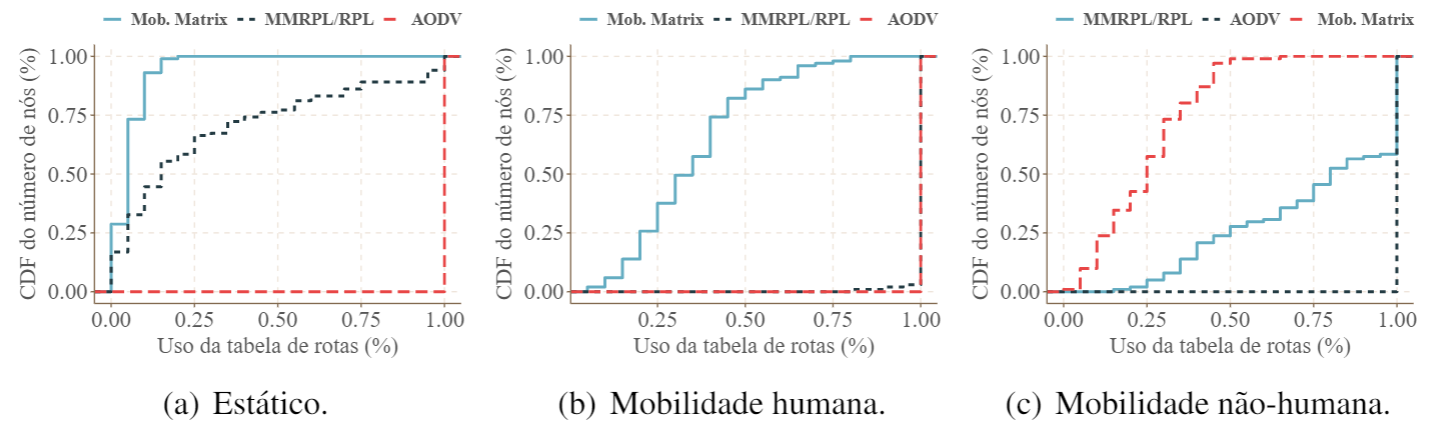 Mob. Matrix MMRPL/RPL AODV
CDF do número de nós (%)
1.00
0.75
0.50
0.25
0.00
0.00 0.25 0.50 0.75 1.00
Uso da tabela de rotas (%)
(a) Estático.
Mob. Matrix MMRPL/RPL AODV
CDF do número de nós (%)
1.00
0.75
0.50
0.25
0.00
0.25 0.50 0.75 1.00
Uso da tabela de rotas (%)
(b) Mobilidade humana.
MMRPL/RPL AODV Mob. Matrix
CDF do número de nós (%)
1.00
0.75
0.50
0.25
0.00
0.00 0.25 0.50 0.75 1.00
Uso da tabela de rotas (%)
(c) Mobilidade não-humana.